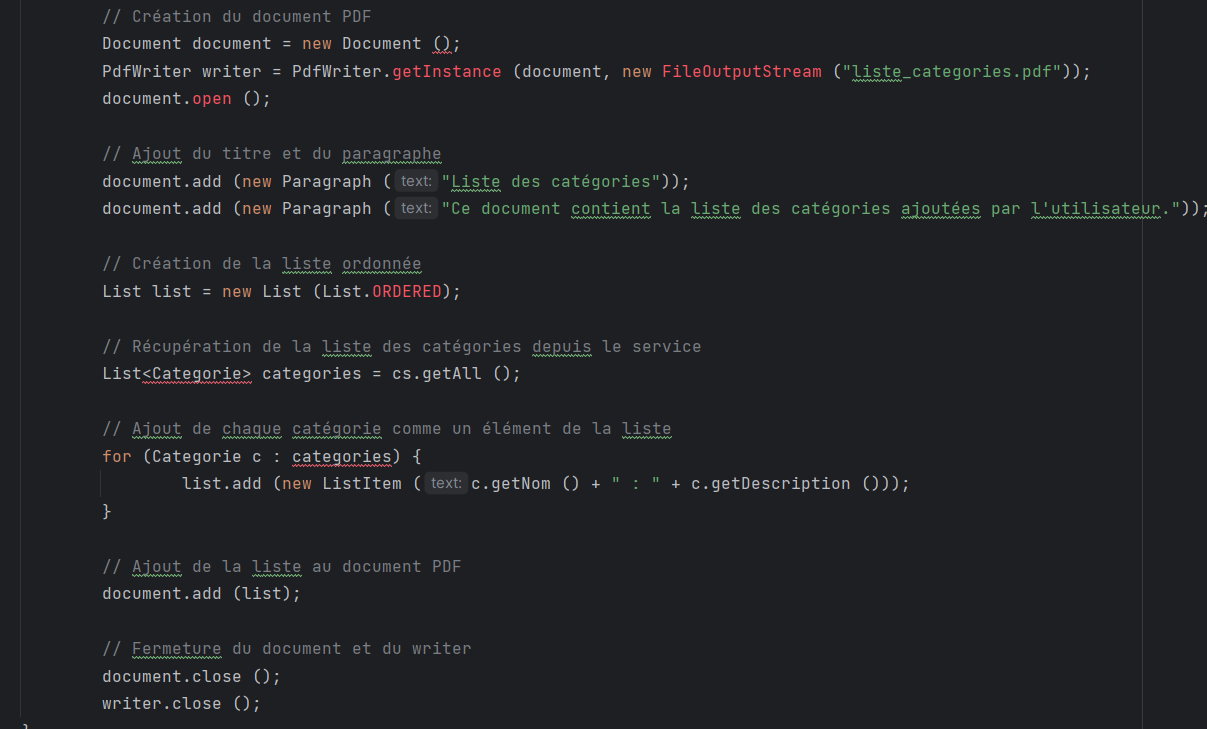 // Création du document PDF
Document document = new Document ();
PdfWriter writer = PdfWriter.getInstance (document, new FileOutputStream ("liste_categories.pdf"));
document.open ();
// Ajout du titre et du paragraphe
document.add (new Paragraph ( text: "Liste des catégories"));
document.add (new Paragraph ( text: "Ce document contient la liste des catégories ajoutées par l'utilisateur."));
// Création de la liste ordonnée
List list = new List (List.ORDERED);
// Récupération de la liste des catégories depuis le service
List<Categorie> categories = cs.getAll ();
// Ajout de chaque catégorie comme un élément de la liste
for (Categorie c : categories) {
list.add (new ListItem ( text: c.getNom () + " : " + c.getDescription ()));
}
// Ajout de la liste au document PDF
document.add (list);
// Fermeture du document et du writer
document.close ();
writer.close ();
}